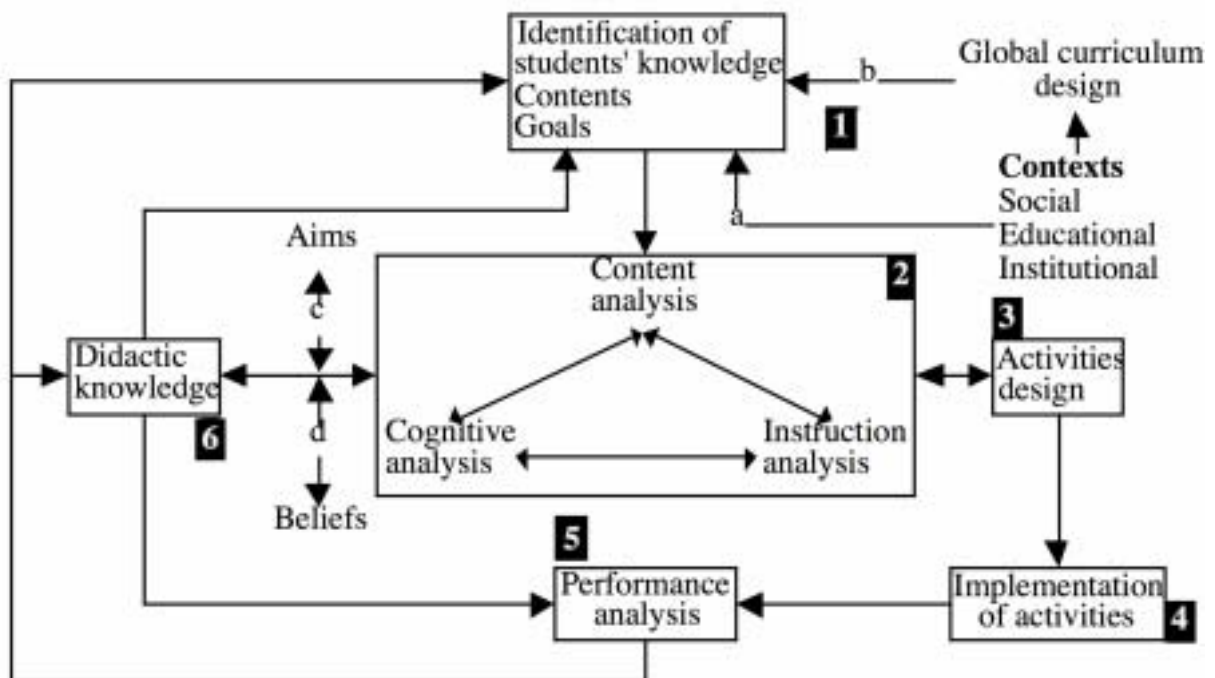 Identification of
students' knowledge
Contents
Goals
b
Global curriculum
design
1
Contexts
Social
Educational
Institutional
a
Aims
c
2
Content
analysis
3
Activities
design
Didactic
knowledge
6
d
Cognitive
analysis
Instruction
analysis
Beliefs
5
Performance
analysis
Implementation
of activities
4